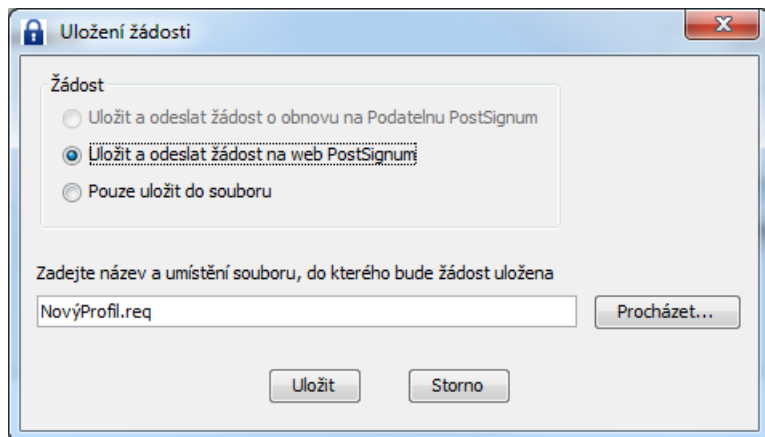 Uložení žádosti
Žádost
Uložit a odeslat žádost o obnovu na Podatelnu PostSignum
Uložit a odeslat žádost na web PostSignum
Pouze uložit do souboru
Zadejte název a umístění souboru, do kterého bude žádost uložena
NovýProfil.req
Procházet...
Uložit
Storno